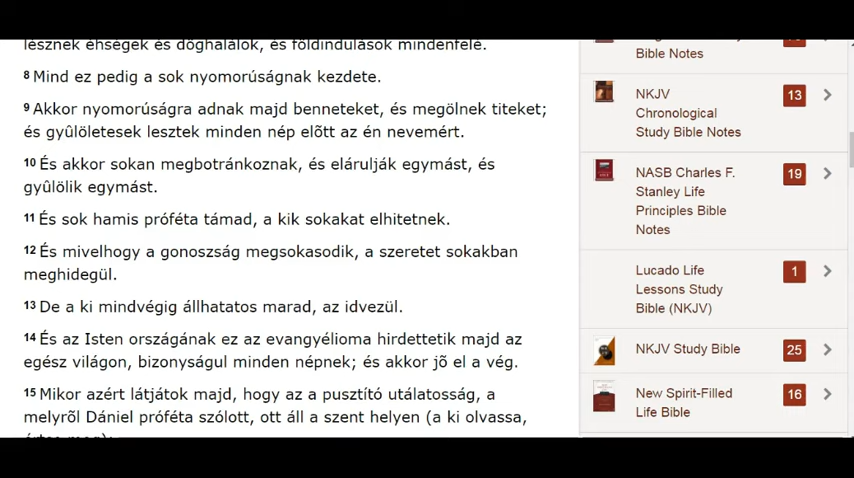 lésznek éhségek és döghalálok, és földindulások mindenfelé.
8 Mind ez pedig a sok nyomorúságnak kezdete.
9 Akkor nyomorúságra adnak majd benneteket, és megölnek titeket;
és gyûlöletesek lesztek minden nép elõtt az én nevemért.
10 És akkor sokan megbotránkoznak, és elárulják egymást, és
gyûlölik egymást.
11 És sok hamis próféta támad, a kik sokakat elhitetnek.
12 És mivelhogy a gonoszság megsokasodik, a szeretet sokakban
meghidegül.
13 De a ki mindvégig állhatatos marad, az idvezül.
14 És az Isten országának ez az evangyélioma hirdettetik majd az
egész világon, bizonyságul minden népnek; és akkor jõ el a vég.
15 Mikor azért látjátok majd, hogy az a pusztító utálatosság, a
melyrõl Dániel próféta szólott, ott áll a szent helyen (a ki olvassa,
Bible Notes
NKJV
Chronological
Study Bible Notes
13
NASB Charles F.
Stanley Life
Principles Bible
Notes
19
Lucado Life
Lessons Study
Bible (NKJV)
1
NKJV Study Bible
25
New Spirit-Filled
Life Bible
16